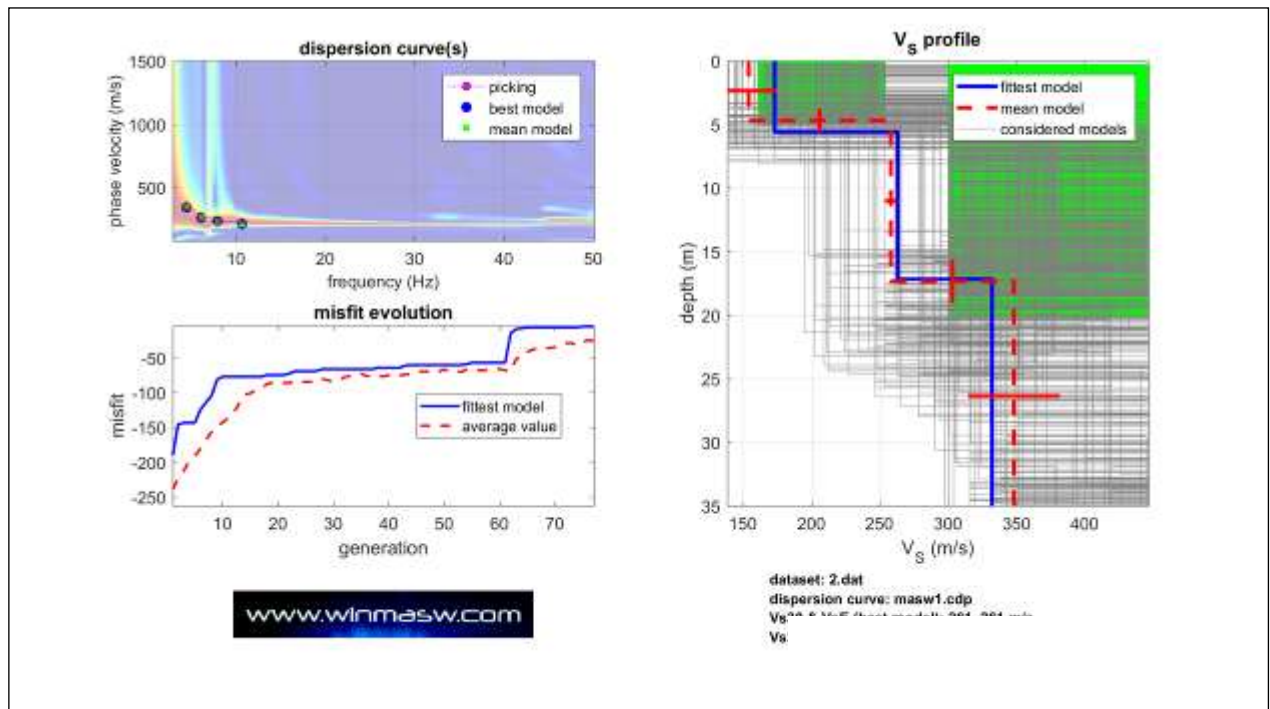 dispersion curve(s)
1500
1000
500
phase velocity (m/s)
picking
best model
mean model
10
20
30
40
50
frequency (Hz)
misfit evolution
-50
-100
-150
-200
-250
misfit
fittest model
average value
10
20
30
40
50
60
70
generation
www.winmasw.com
VS profile
0
5
10
15
20
25
30
35
depth (m)
fittest model
mean model
considered models
150
200
250
300
350
400
VS (m/s)
dataset: 2.dat
dispersion curve: masw1.cdp
Vs